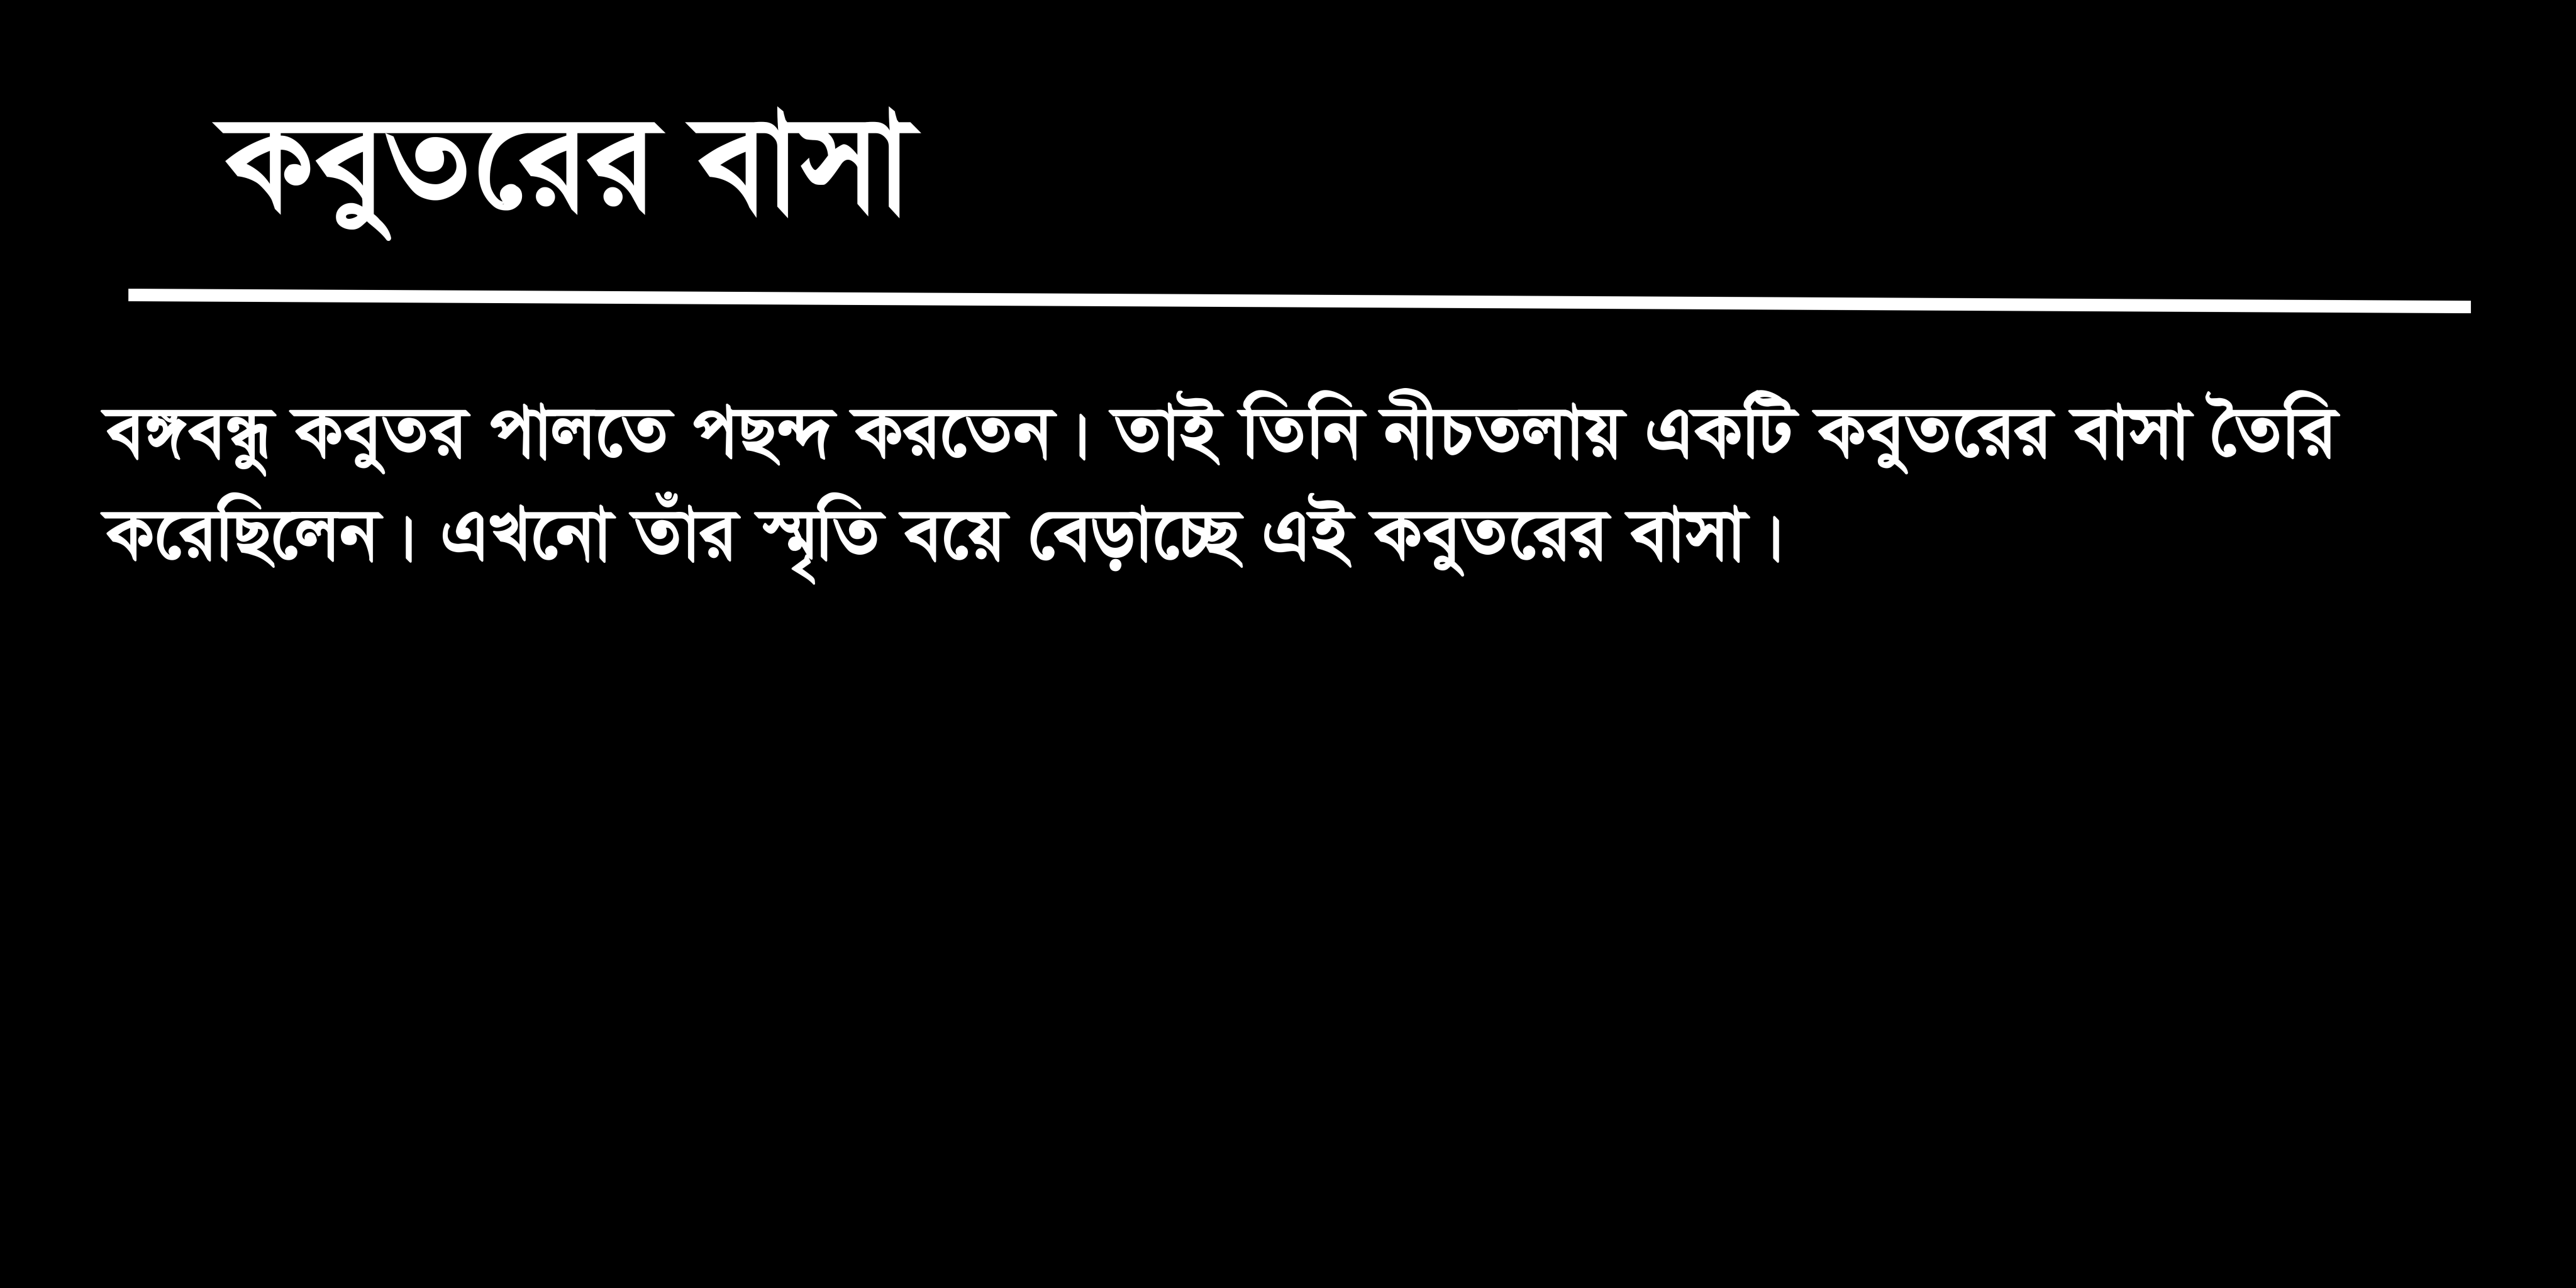 কবুতরের বাসা
বঙ্গবন্ধু কবুতর পালতে পছন্দ করতেন। তাই তিনি নীচতলায় একটি কবুতরের বাসা তৈরি
করেছিলেন। এখনো তাঁর স্মৃতি বয়ে বেড়াচ্ছে এই কবুতরের বাসা।